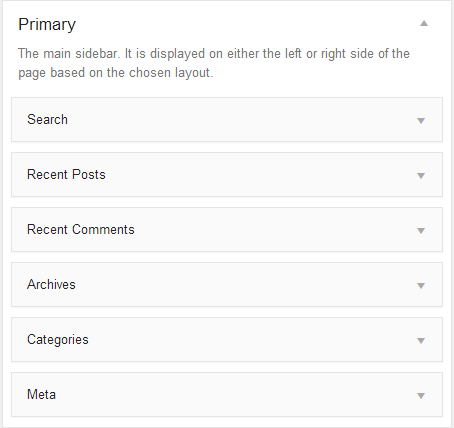 Primary
The main sidebar. It is displayed on either the left or right side of the
page based on the chosen layout.
Search
Recent Posts
Recent Comments
Archives
Categories
Meta